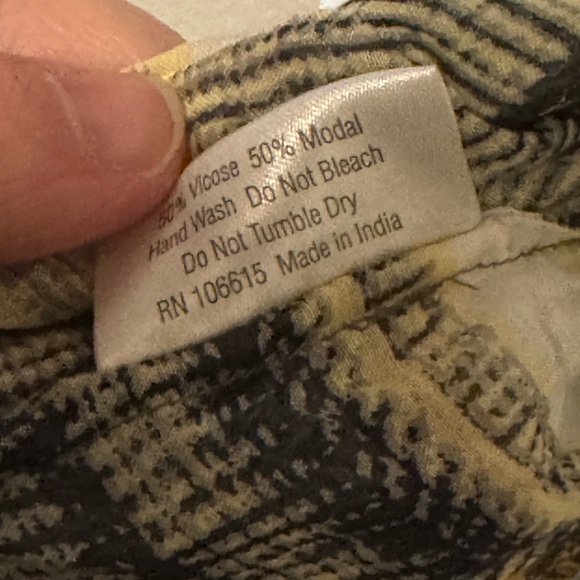 50% Vicose 50% Modal
Hand Wash Do Not Bleach
Do Not Tumble Dry
RN 106615 Made in India